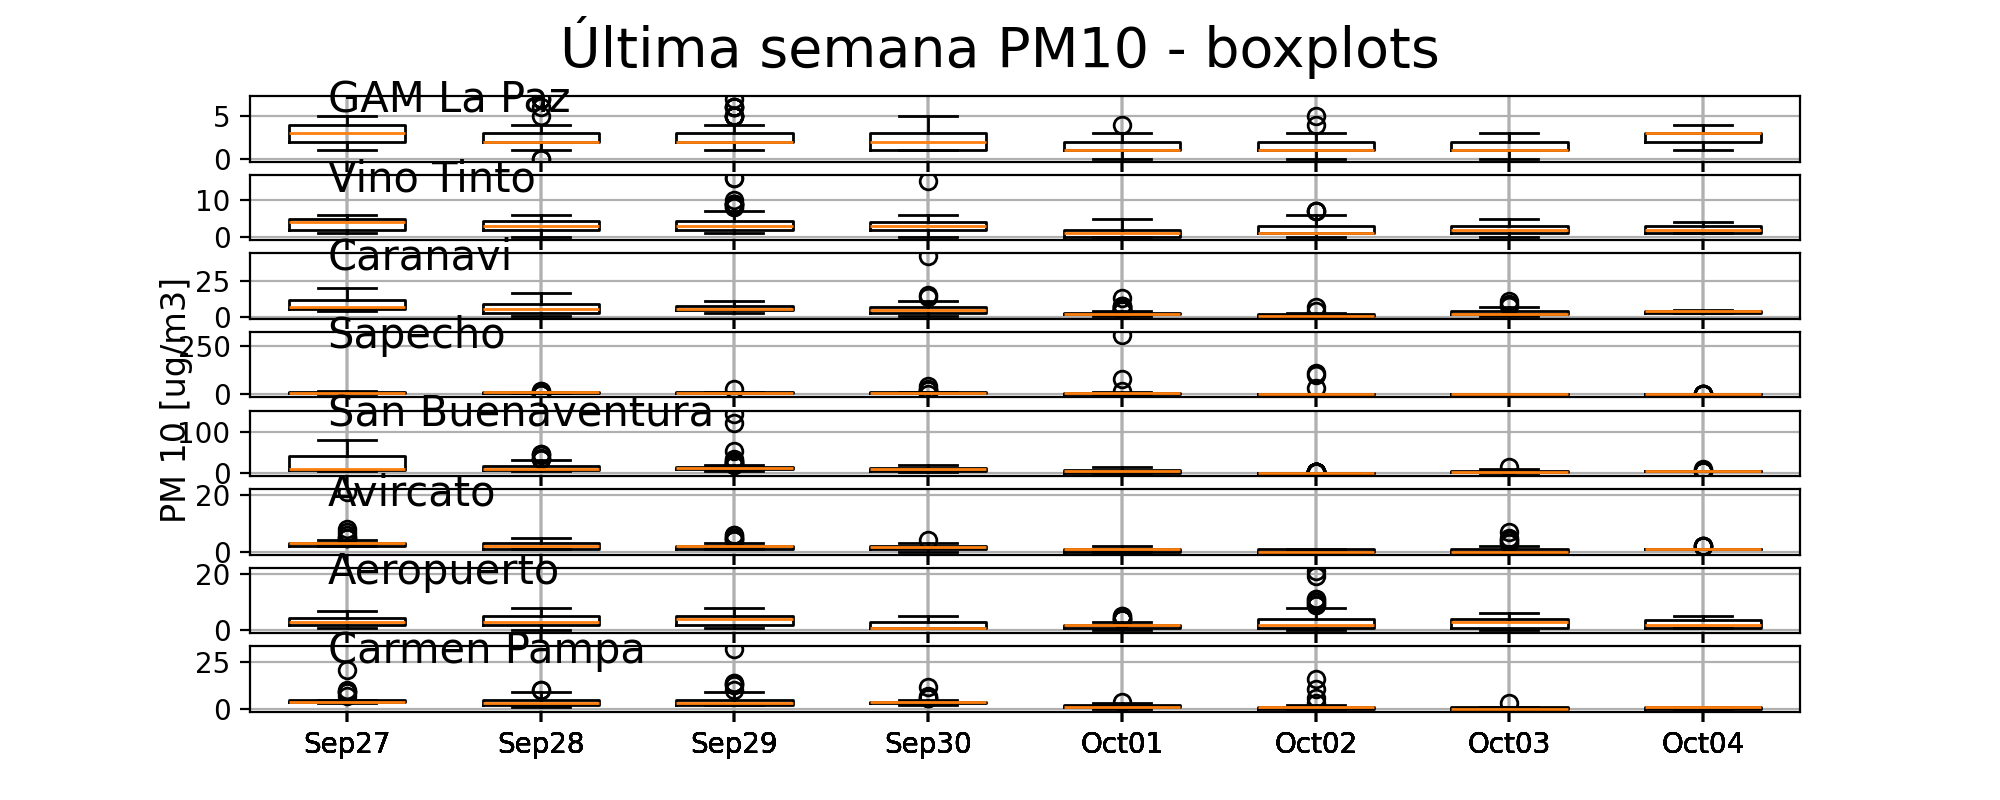 Última semana PM10 - boxplots
PM 10 [ug/m3]
GAM La Paz
5
0
Vino Tinto
10
0
Caranavi
25
0
Sapecho
250
0
San Buenaventura
100
0
Avircato
20
0
Aeropuerto
20
0
Carmen Pampa
25
0
Sep27 Sep28 Sep29 Sep30 Oct01 Oct02 Oct03 Oct04